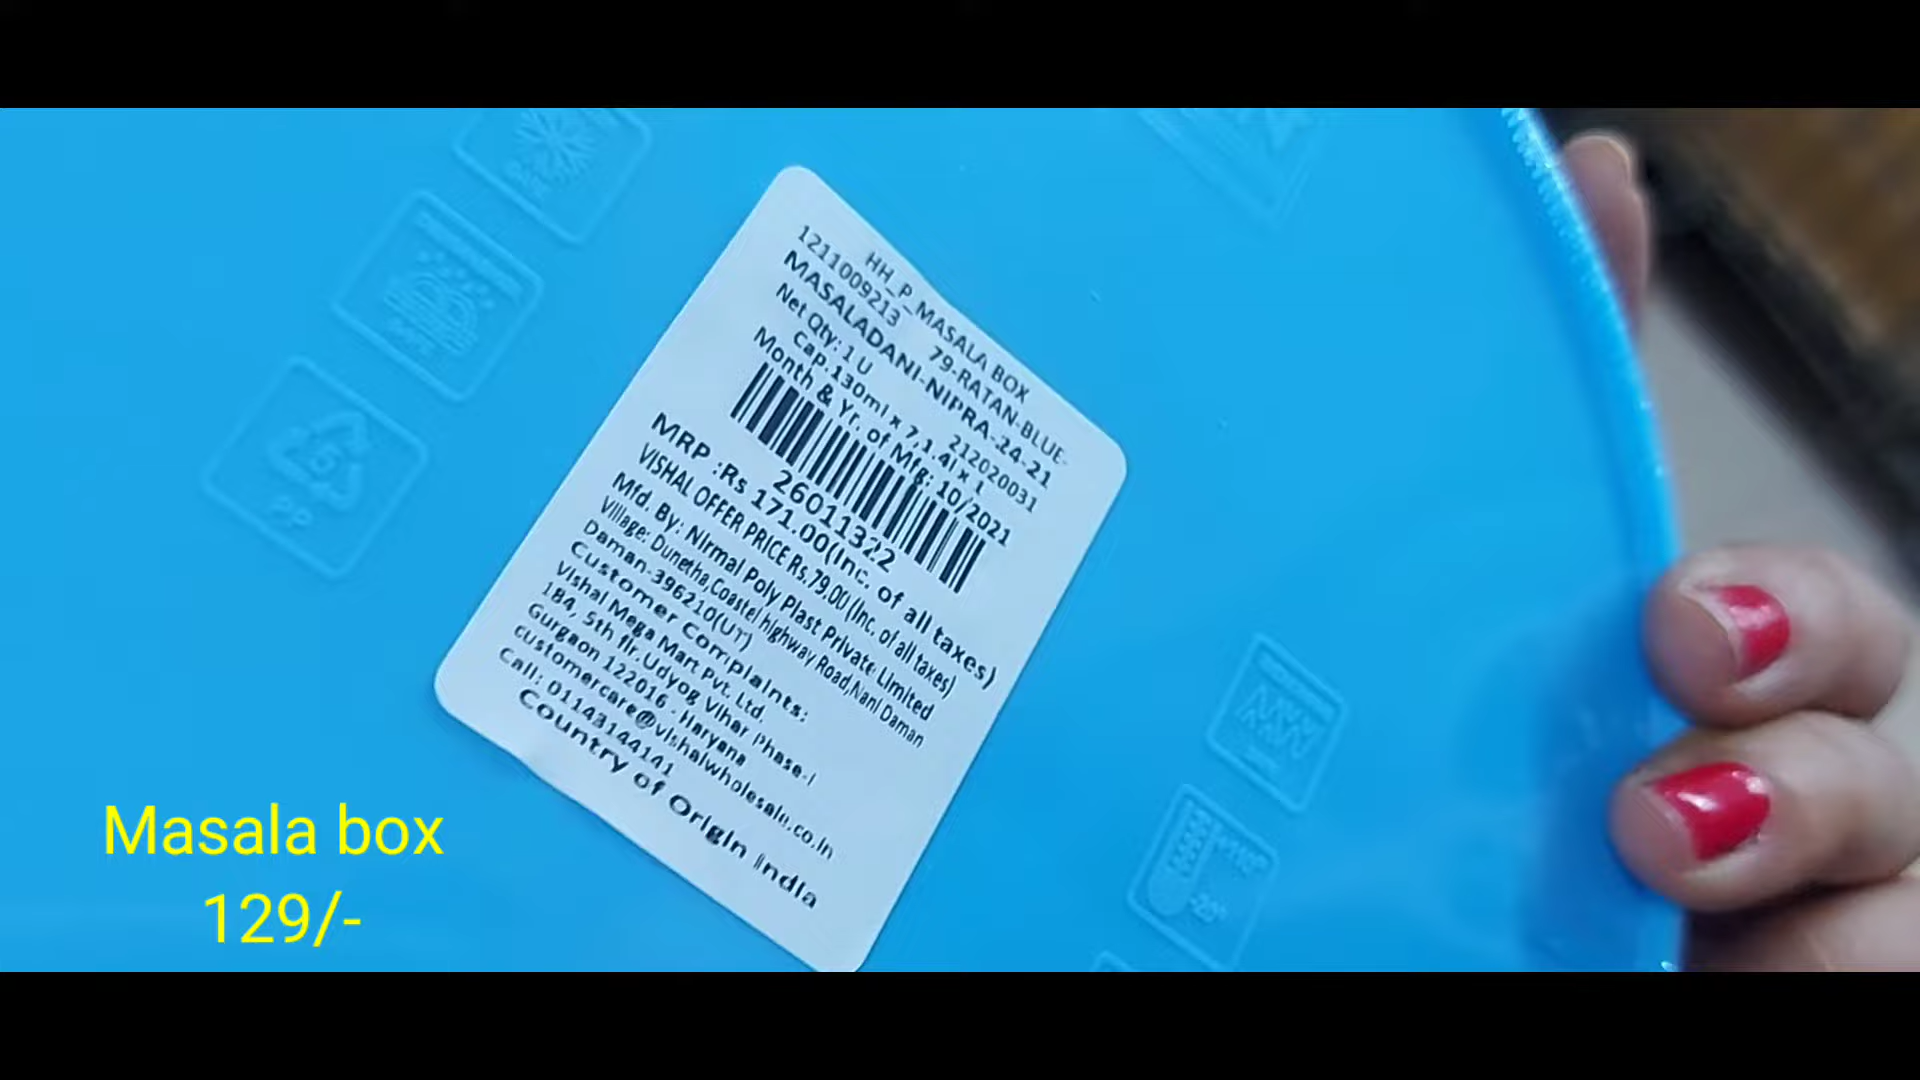 HH_P_MASALA BOX
1211009213 79-RATAN-BLUE-
MASALADANI-NIPRA-24-21
Net Qty: 1 U 212020031
Cap.130ml x 7,1.4l x 1
Month & Yr. of Mfg: 10/2021
26011322
MRP :Rs 171.00(Inc. of all taxes)
VISHAL OFFER PRICE Rs.79.00 (Inc. of all taxes)
Mfd. By: Nirmal Poly Plast Private Limited
Village: Dunetha,Coastel highway Road,Nani Daman
Daman-396210(UT)
Customer Complaints:
Vishal Mega Mart Pvt. Ltd.
184, 5th flr,Udyog Vihar Phase-I
Gurgaon 122016 - Haryana
customercare@vishalwholesale.co.in
Call: 01143144141
Country of Origin India
5
PP
-20°
Masala box
129/-